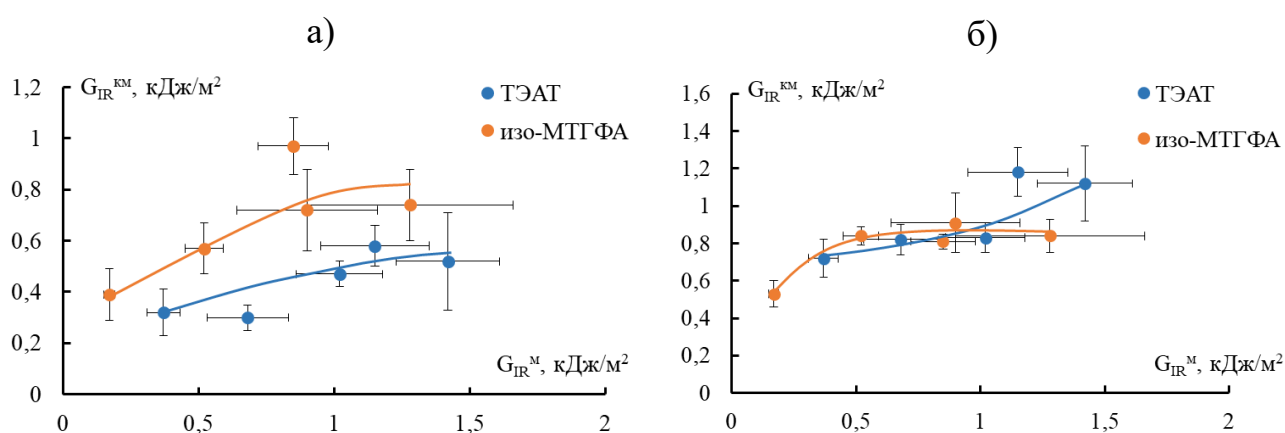 а)
G_IR^км, кДж/м²
ТЭАТ
изо-МТГФА
1,2
1
0,8
0,6
0,4
0,2
0
G_IR^м, кДж/м²
0
0,5
1
1,5
2
б)
G_IR^км, кДж/м²
ТЭАТ
изо-МТГФА
1,6
1,4
1,2
1,0
0,8
0,6
0,4
0,2
0
G_IR^м, кДж/м²
0
0,5
1
1,5
2